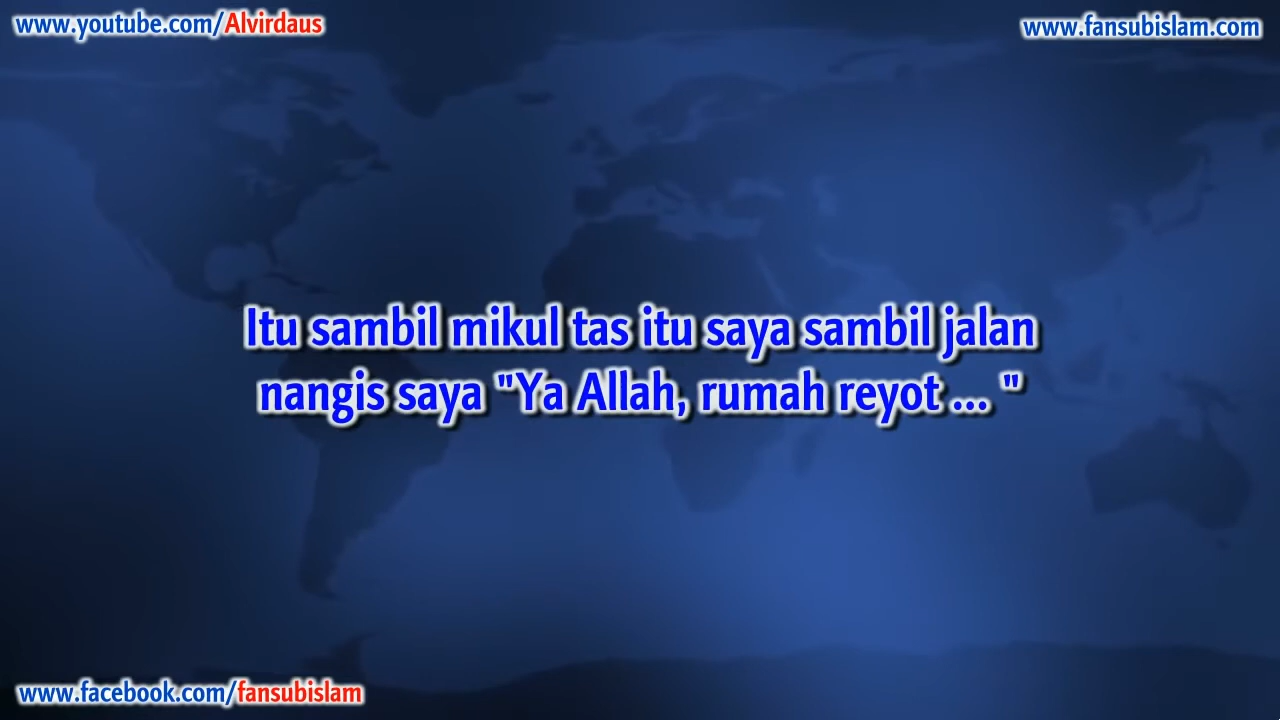 www.youtube.com/Alvirdaus
www.fansubislam.com
Itu sambil mikul tas itu saya sambil jalan
nangis saya "Ya Allah, rumah reyot ... "
www.facebook.com/fansubislam